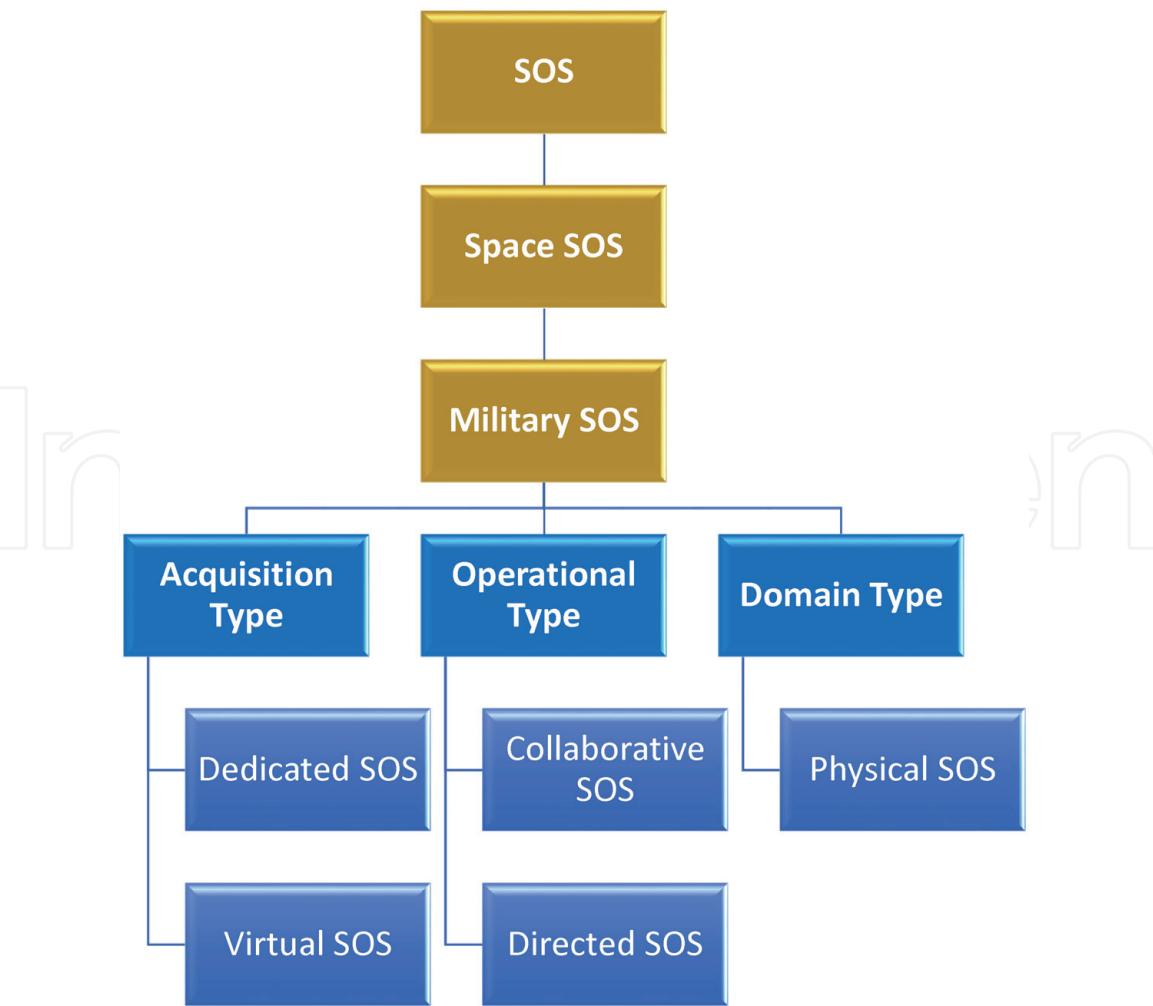 SOS
Space SOS
Military SOS
Acquisition
Type
Operational
Type
Domain Type
Dedicated SOS
Collaborative
SOS
Physical SOS
Virtual SOS
Directed SOS